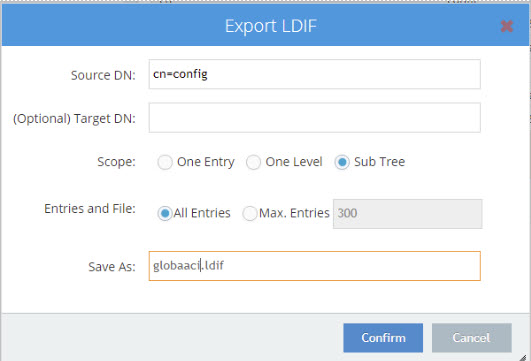 Export LDIF
Source DN: cn=config
(Optional) Target DN:
Scope: One Entry One Level Sub Tree
Entries and File: All Entries Max. Entries 300
Save As: globaaci.ldif
Confirm Cancel